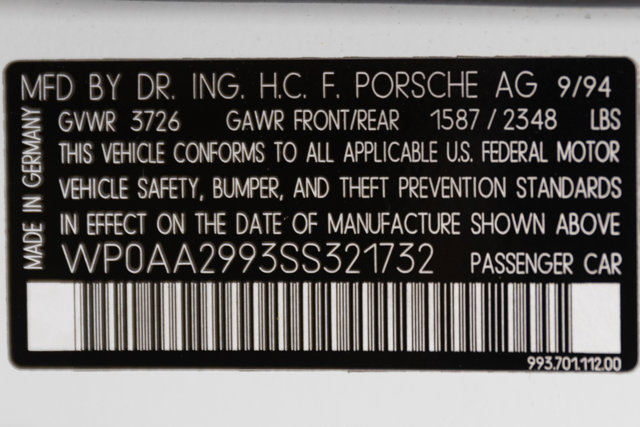 MFD BY DR. ING. H.C. F. PORSCHE AG 9/94
GVWR 3726 GAWR FRONT/REAR 1587 / 2348 LBS
THIS VEHICLE CONFORMS TO ALL APPLICABLE U.S. FEDERAL MOTOR
VEHICLE SAFETY, BUMPER, AND THEFT PREVENTION STANDARDS
IN EFFECT ON THE DATE OF MANUFACTURE SHOWN ABOVE
WP0AA2993SS321732 PASSENGER CAR
993.701.112.00
MADE IN GERMANY